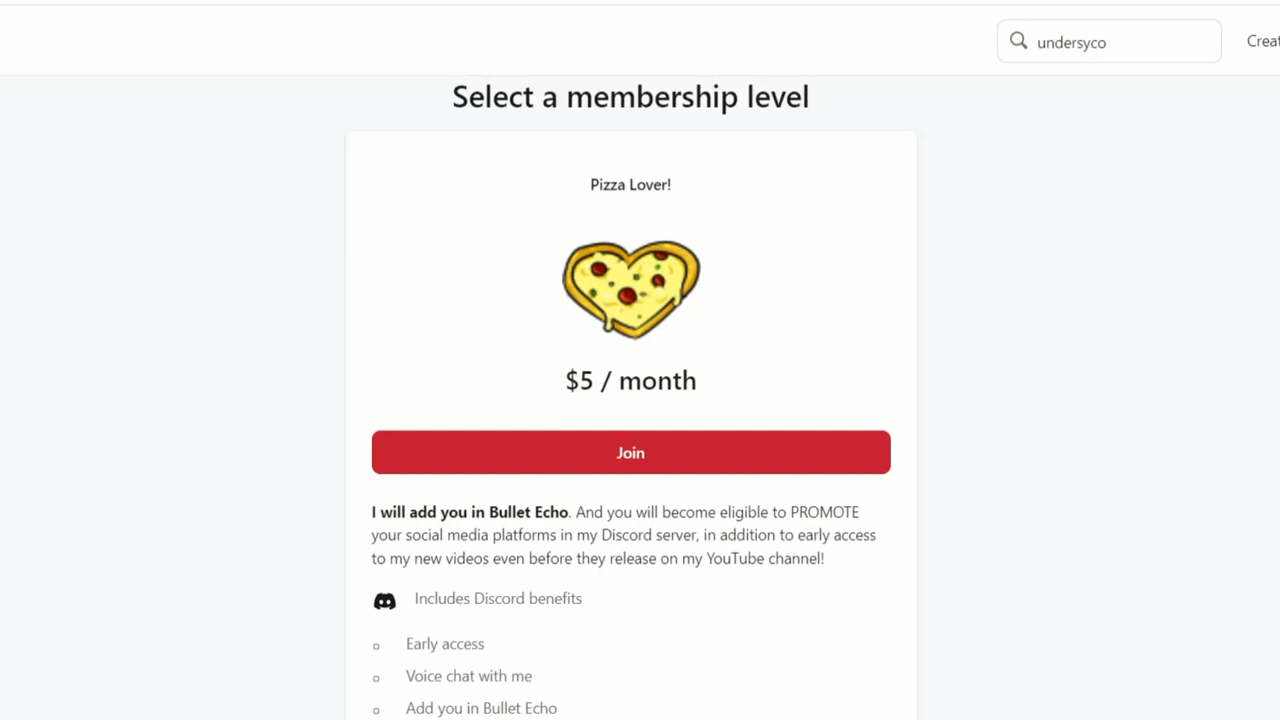 undersyco
Creat
Select a membership level
Pizza Lover!
$5 / month
Join
I will add you in Bullet Echo. And you will become eligible to PROMOTE
your social media platforms in my Discord server, in addition to early access
to my new videos even before they release on my YouTube channel!
Includes Discord benefits
Early access
Voice chat with me
Add you in Bullet Echo